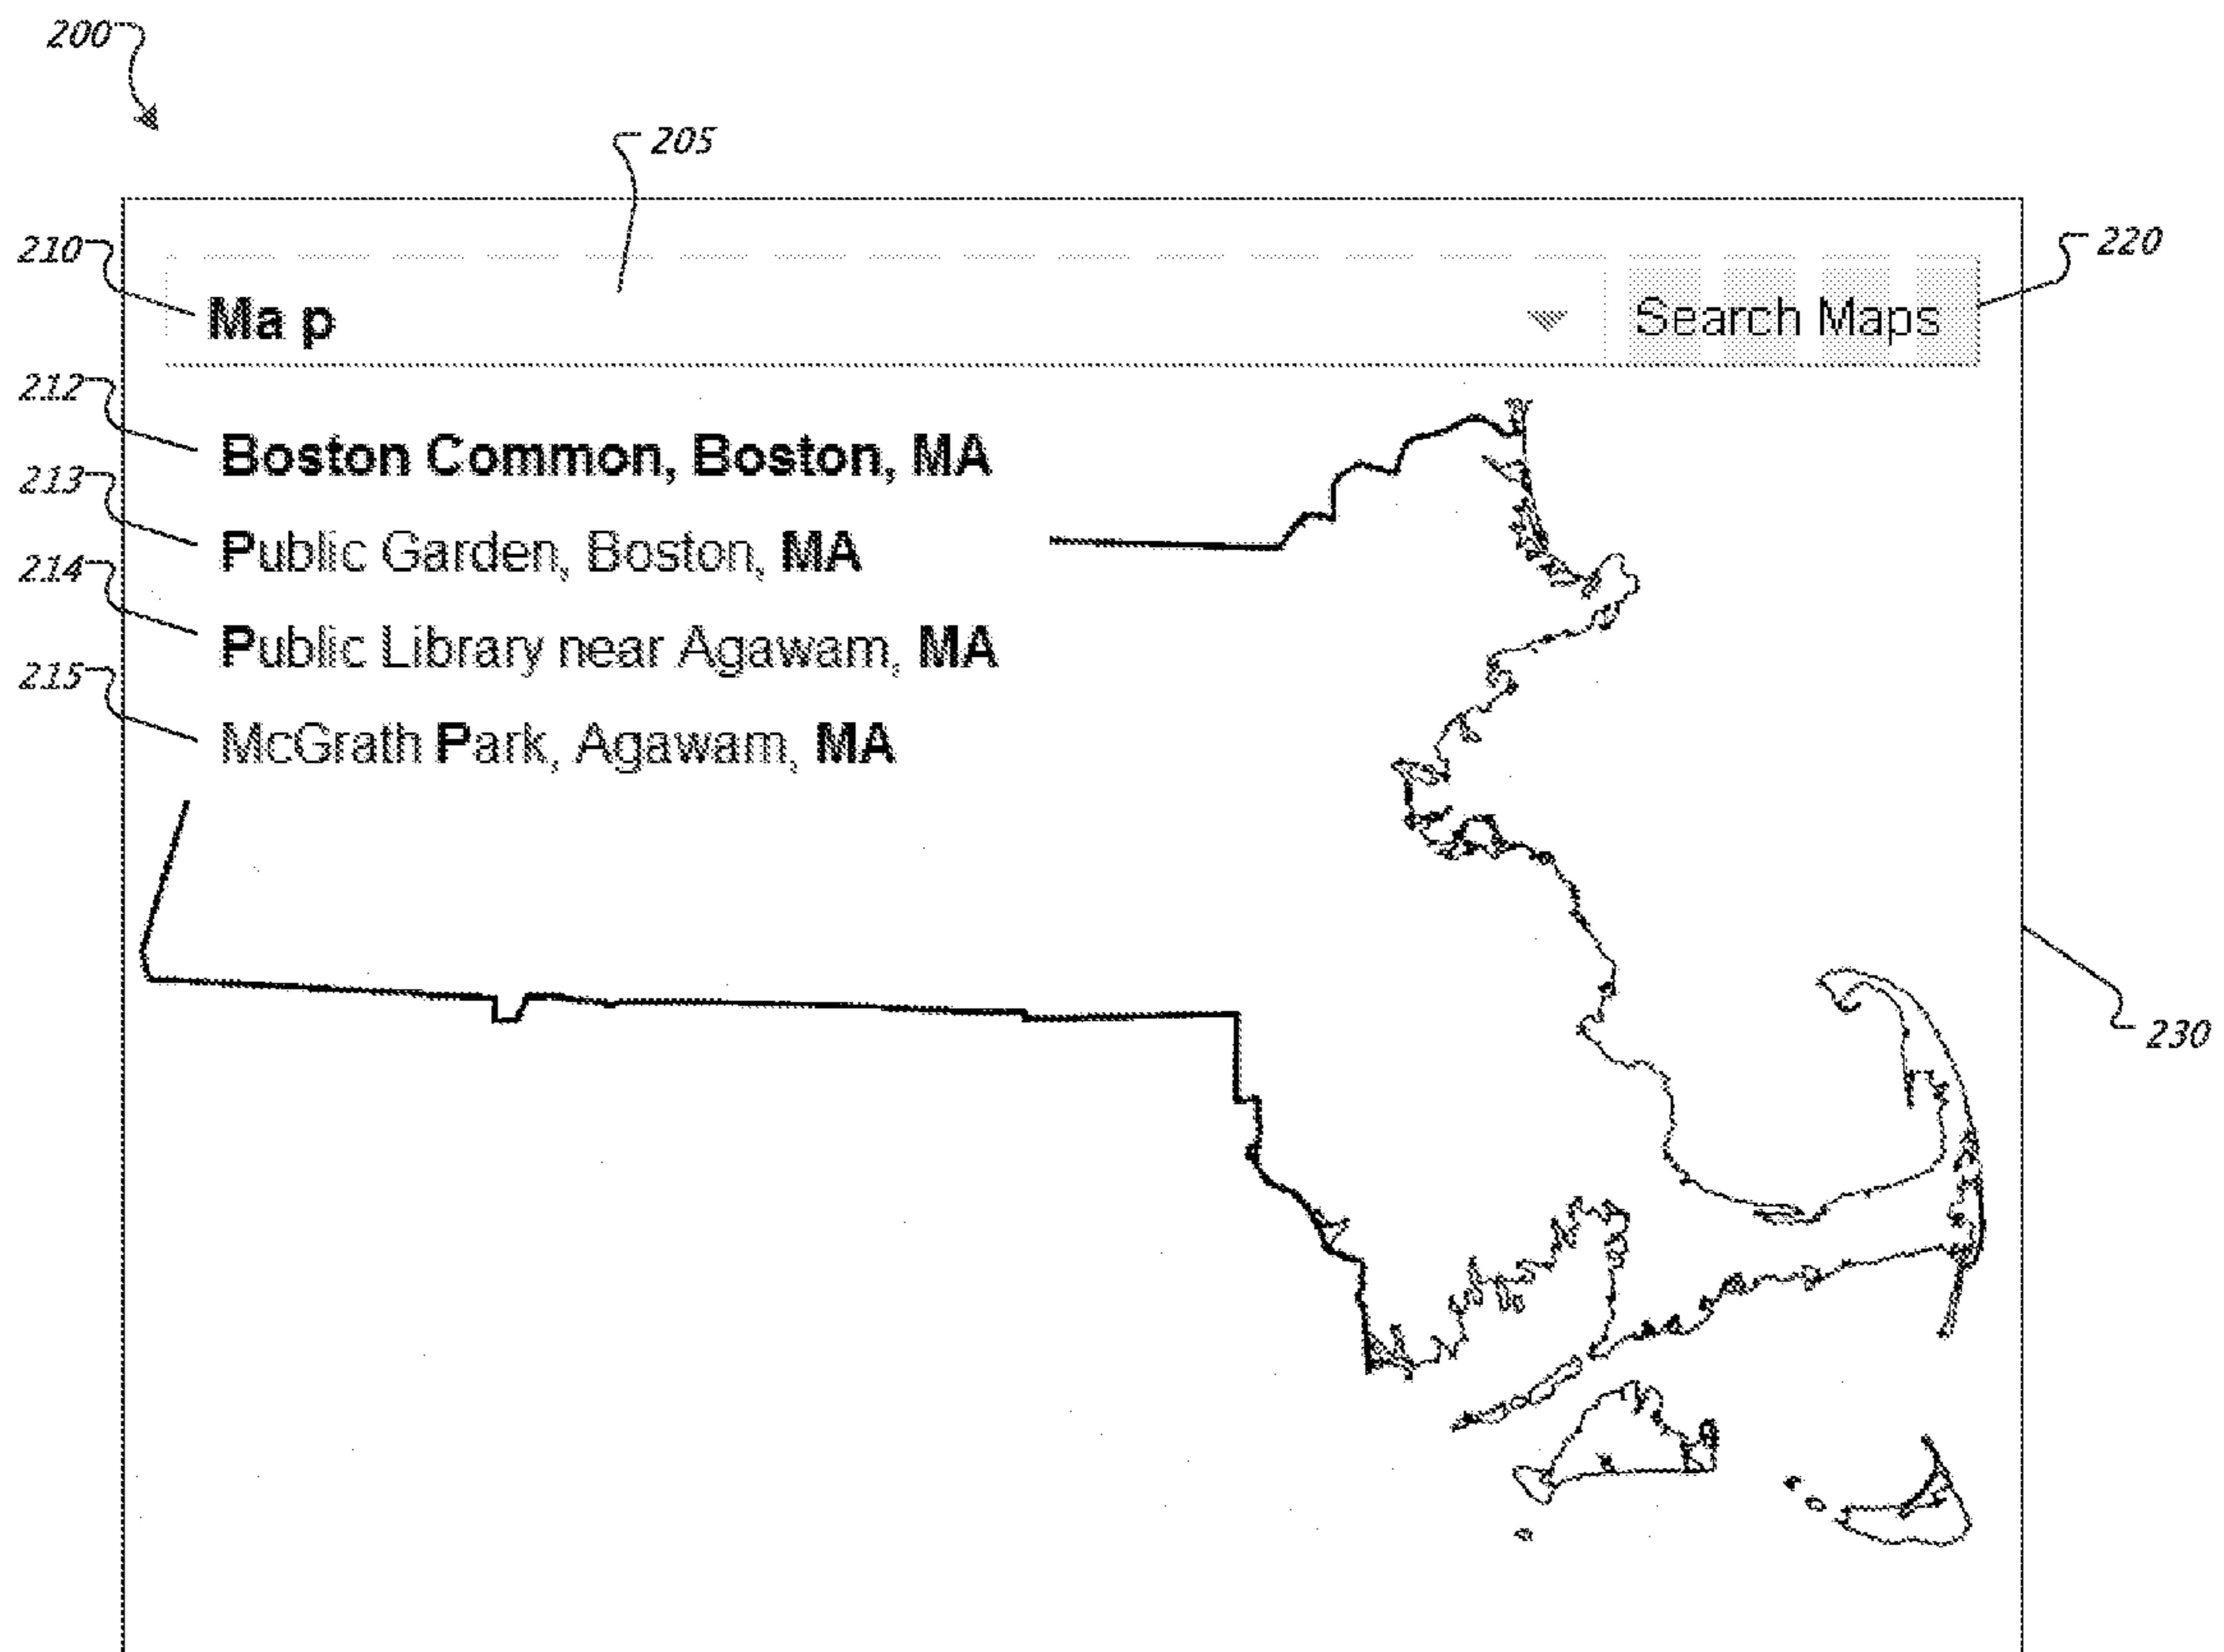 200
205
210
220
Ma p
Search Maps
212
Boston Common, Boston, MA
213
Public Garden, Boston, MA
214
Public Library near Agawam, MA
215
McGrath Park, Agawam, MA
230